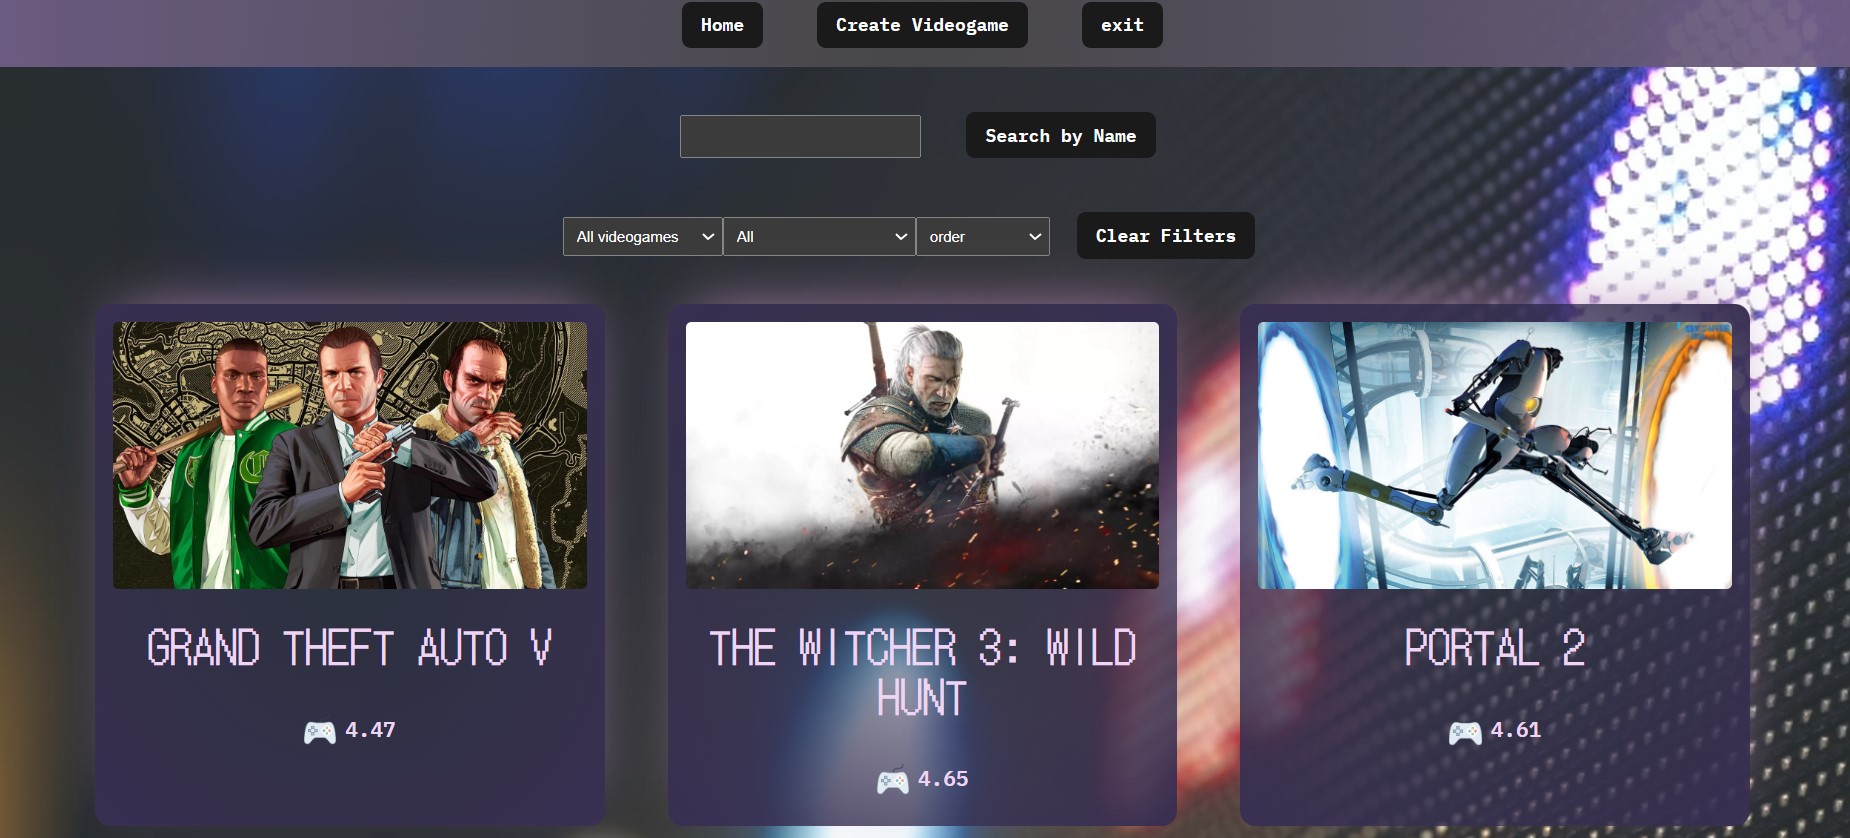 Home
Create Videogame
exit
Search by Name
All videogames
All
order
Clear Filters
GRAND THEFT AUTO V
4.47
THE WITCHER 3: WILD
HUNT
4.65
PORTAL 2
4.61